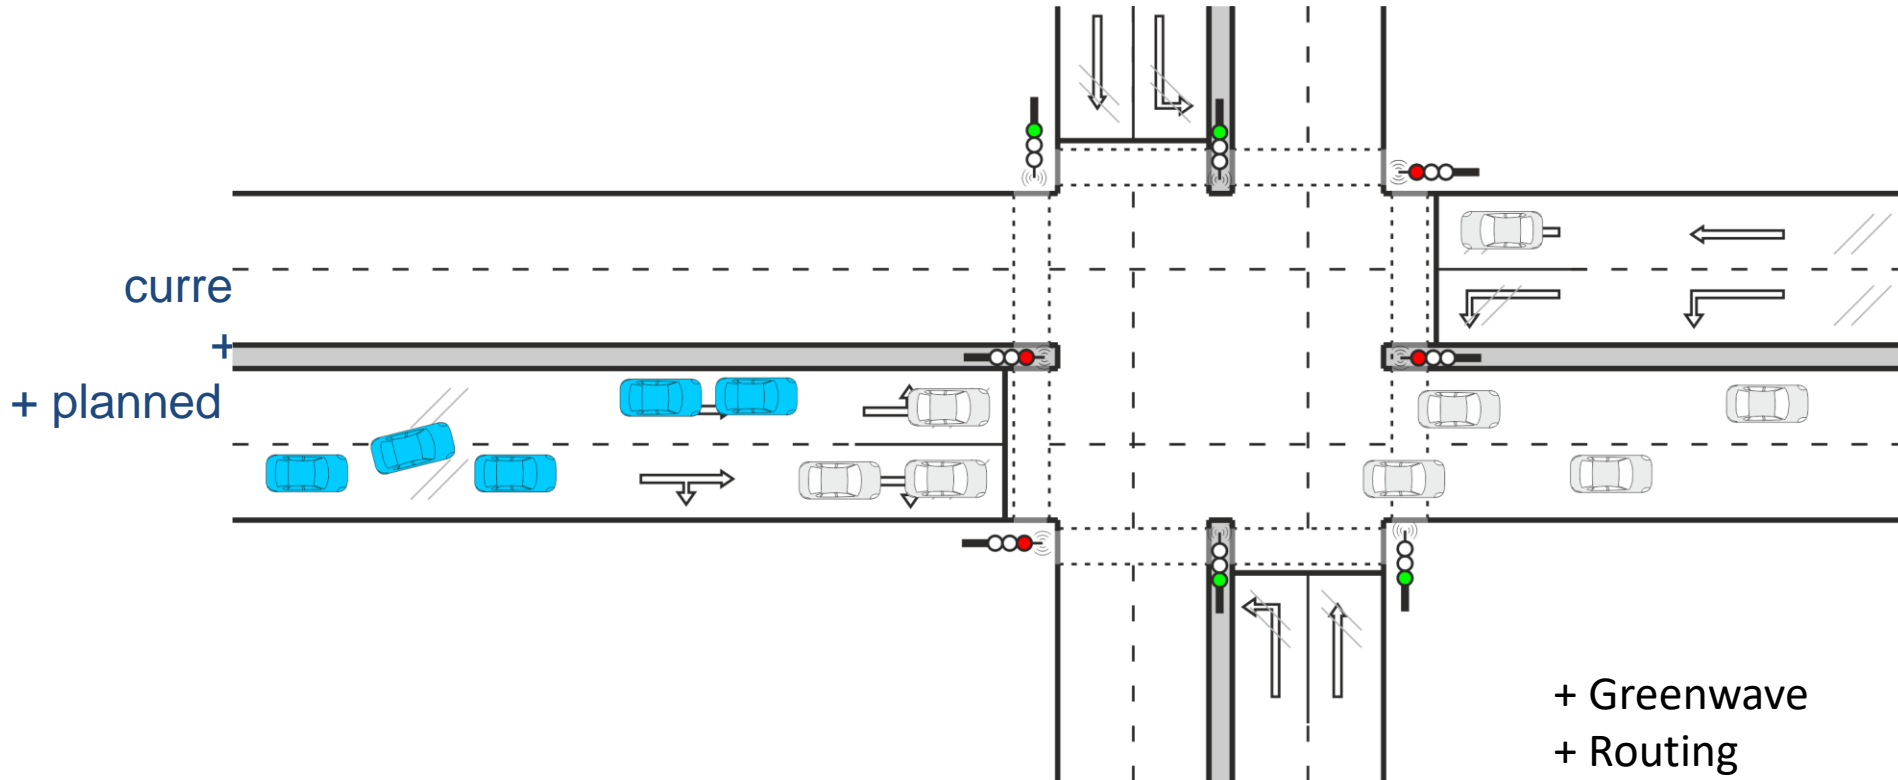 curre
+
+ planned
+ Greenwave
+ Routing